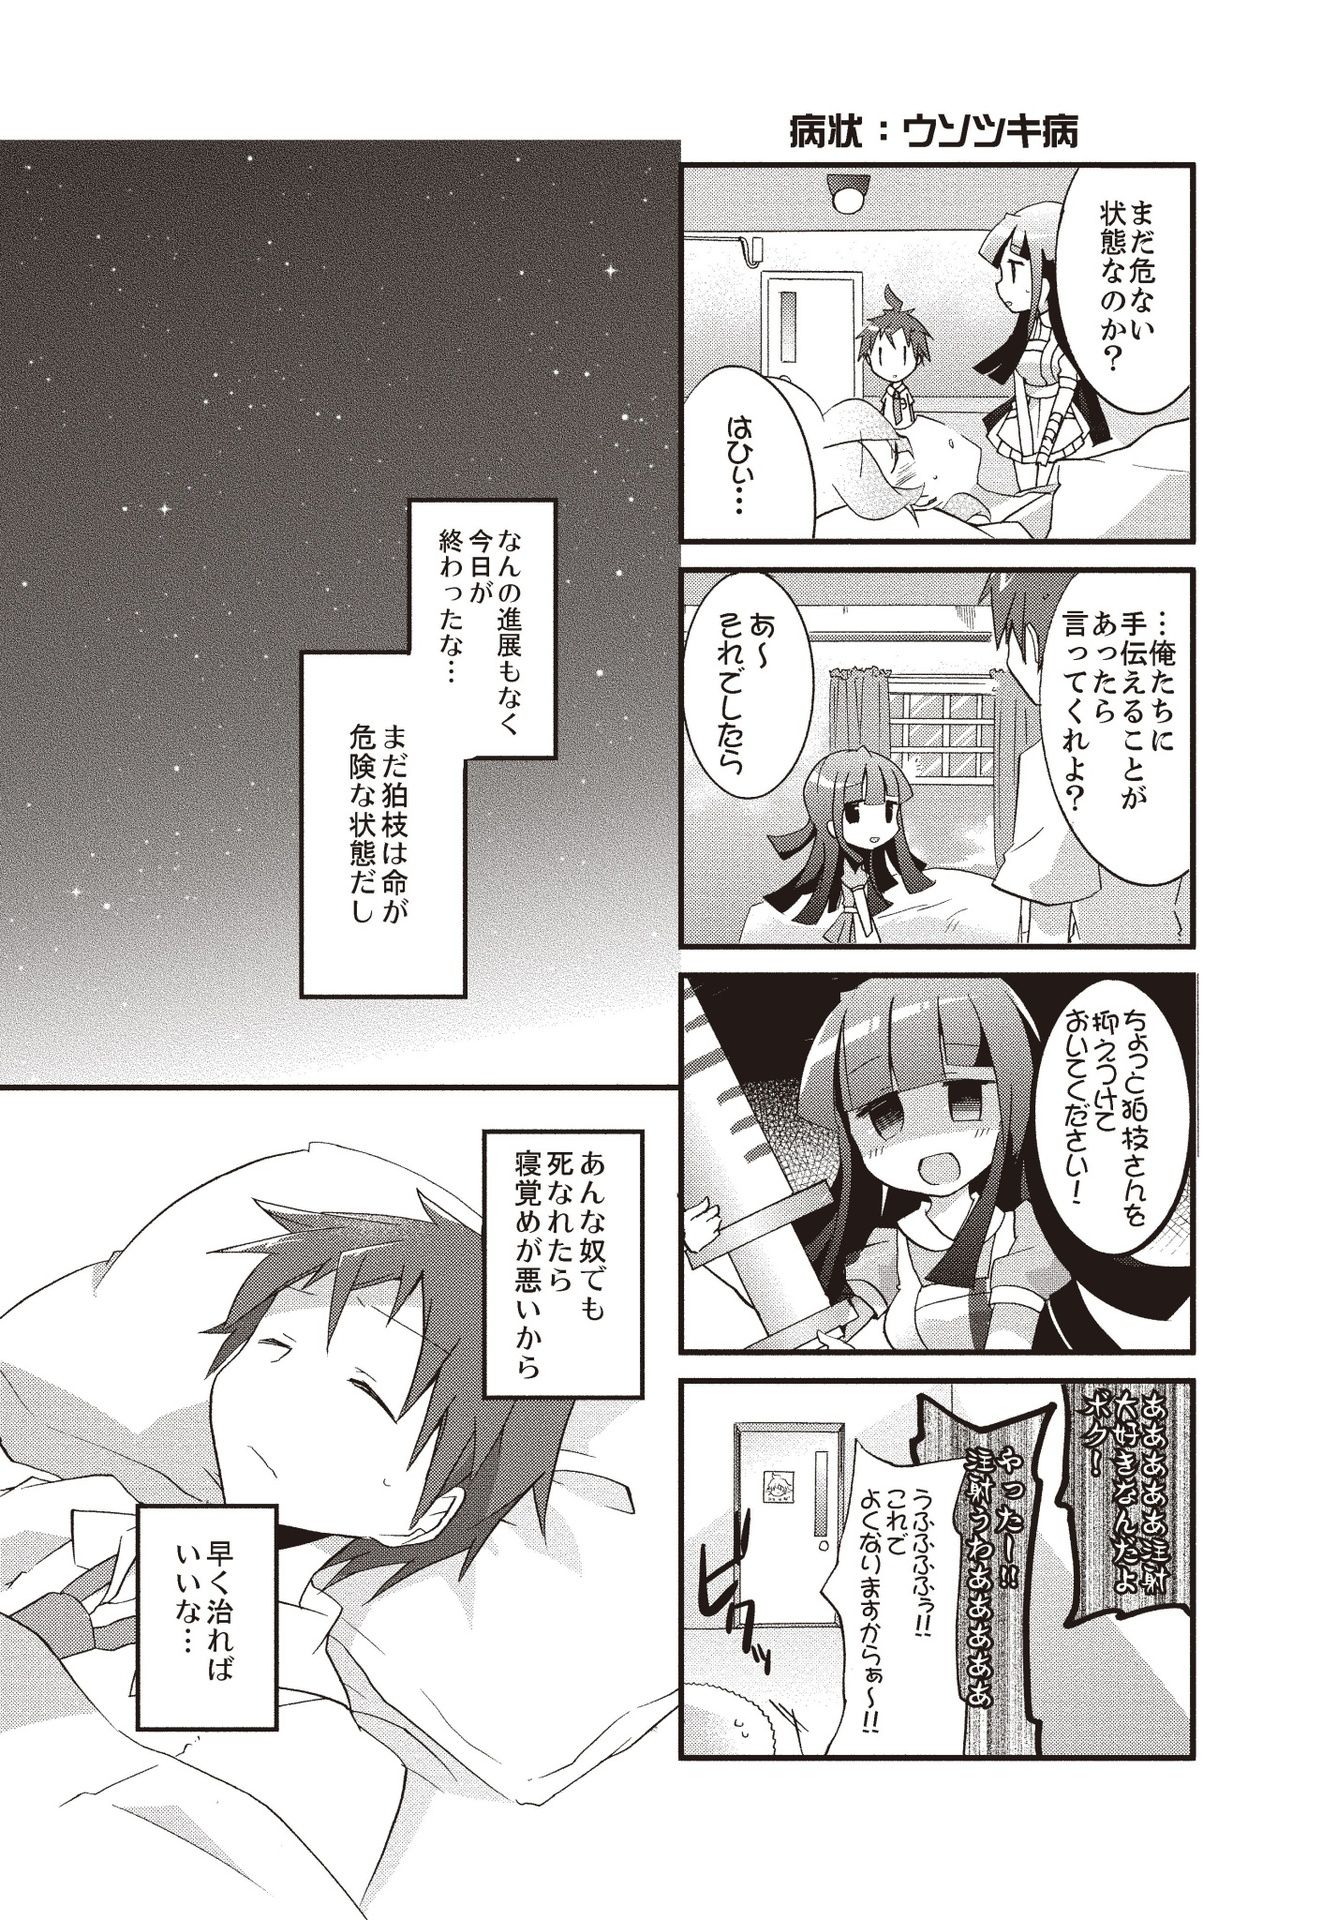 病状：ウソツキ病
まだ危ない
状態なのか？
はひぃ…
…俺たちに
手伝えることが
あったら
言ってくれよ？
あ～
それでしたら
ちょっと狛枝さんを
抑えつけて
おいてください！
ああああああ注射
大好きなんだよ
ボク！
やったー!!
注射うわああああああ
うふふふふぅ!!
これで
よくなりますからぁ～!!
ビクッ
なんの進展もなく
今日が
終わったな…
まだ狛枝は命が
危険な状態だし
あんな奴でも
死なれたら
寝覚めが悪いから
早く治れば
いいな…